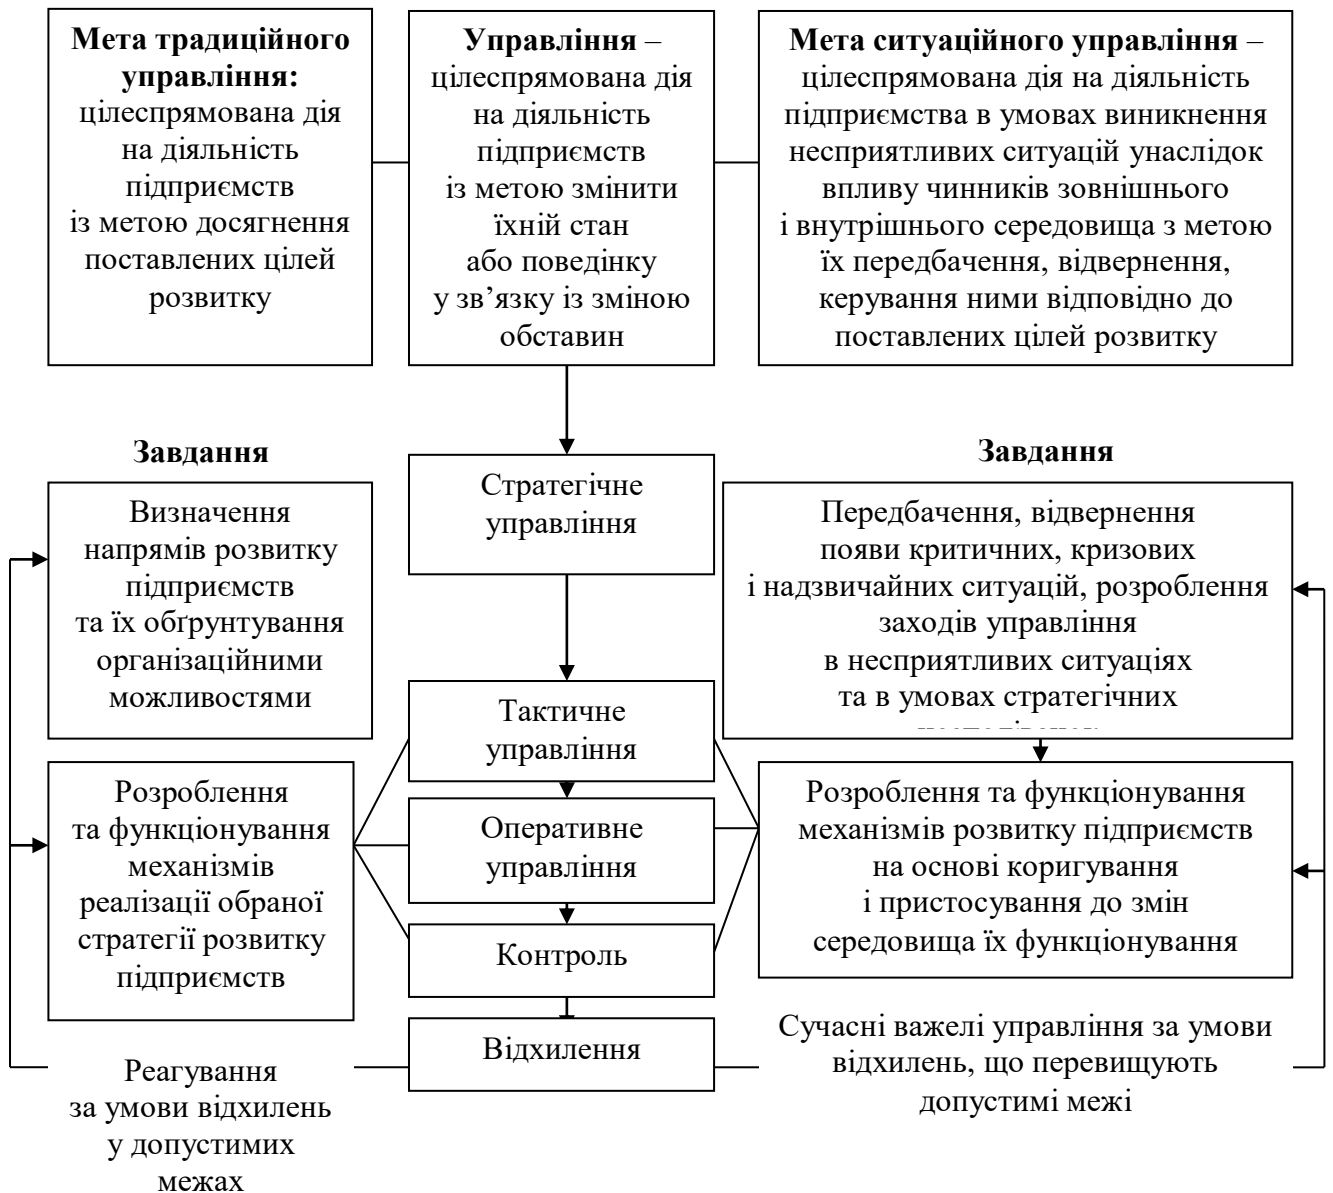 Мета традиційного
управління:
цілеспрямована дія
на діяльність
підприємств
із метою досягнення
поставлених цілей
розвитку
Управління –
цілеспрямована дія
на діяльність
підприємств
із метою змінити
їхній стан
або поведінку
у зв’язку із зміною
обставин
Мета ситуаційного управління –
цілеспрямована дія на діяльність
підприємства в умовах виникнення
несприятливих ситуацій унаслідок
впливу чинників зовнішнього
і внутрішнього середовища з метою
їх передбачення, відвернення,
керування ними відповідно до
поставлених цілей розвитку
Завдання
Визначення
напрямів розвитку
підприємств
та їх обґрунтування
організаційними
можливостями
Розроблення
та функціонування
механізмів
реалізації обраної
стратегії розвитку
підприємств
Реагування
за умови відхилень
у допустимих
межах
Стратегічне
управління
Тактичне
управління
Оперативне
управління
Контроль
Відхилення
Завдання
Передбачення, відвернення
появи критичних, кризових
і надзвичайних ситуацій, розроблення
заходів управління
в несприятливих ситуаціях
та в умовах стратегічних
Розроблення та функціонування
механізмів розвитку підприємств
на основі коригування
і пристосування до змін
середовища їх функціонування
Сучасні важелі управління за умови
відхилень, що перевищують
допустимі межі